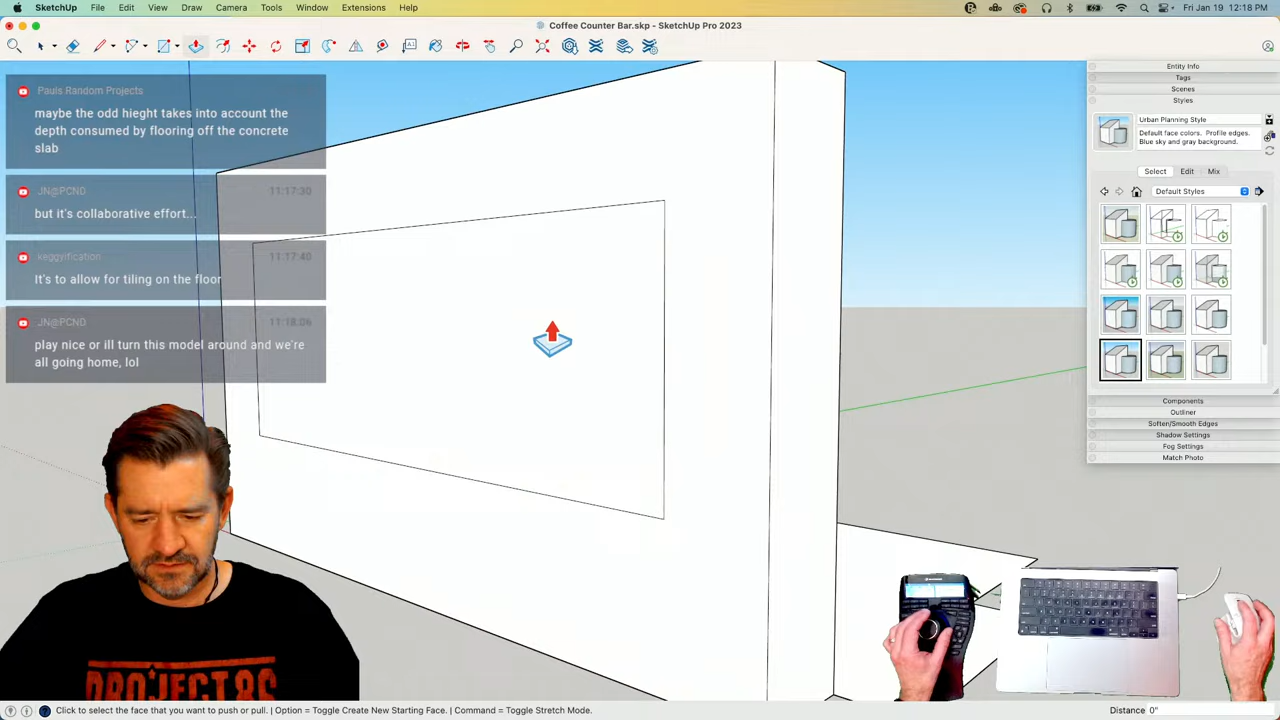 SketchUp File Edit View Draw Camera Tools Window Extensions Help
Fri Jan 19 12:18 PM
Coffee Counter Bar.skp - SketchUp Pro 2023
Pauls Random Projects
maybe the odd hieght takes into account the
depth consumed by flooring off the concrete
slab
JN@PCND 11:17:30
but it's collaborative effort...
keggyification 11:17:40
It's to allow for tiling on the floor
JN@PCND 11:18:06
play nice or ill turn this model around and we're
all going home, lol
Entity Info
Tags
Scenes
Styles
Urban Planning Style
Default face colors. Profile edges.
Blue sky and gray background.
Select Edit Mix
Default Styles
Components
Outliner
Soften/Smooth Edges
Shadow Settings
Fog Settings
Match Photo
PROJECT 88
Click to select the face that you want to push or pull. | Option = Toggle Create New Starting Face. | Command = Toggle Stretch Mode.
Distance 0"